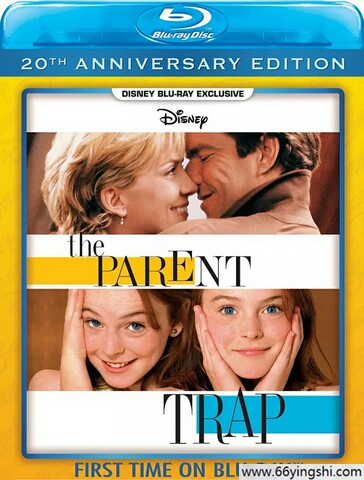 Blu-ray Disc
20TH ANNIVERSARY EDITION
DISNEY BLU-RAY EXCLUSIVE
DISNEY
the
PARENT
TRAP
FIRST TIME ON
www.66yingshi.com